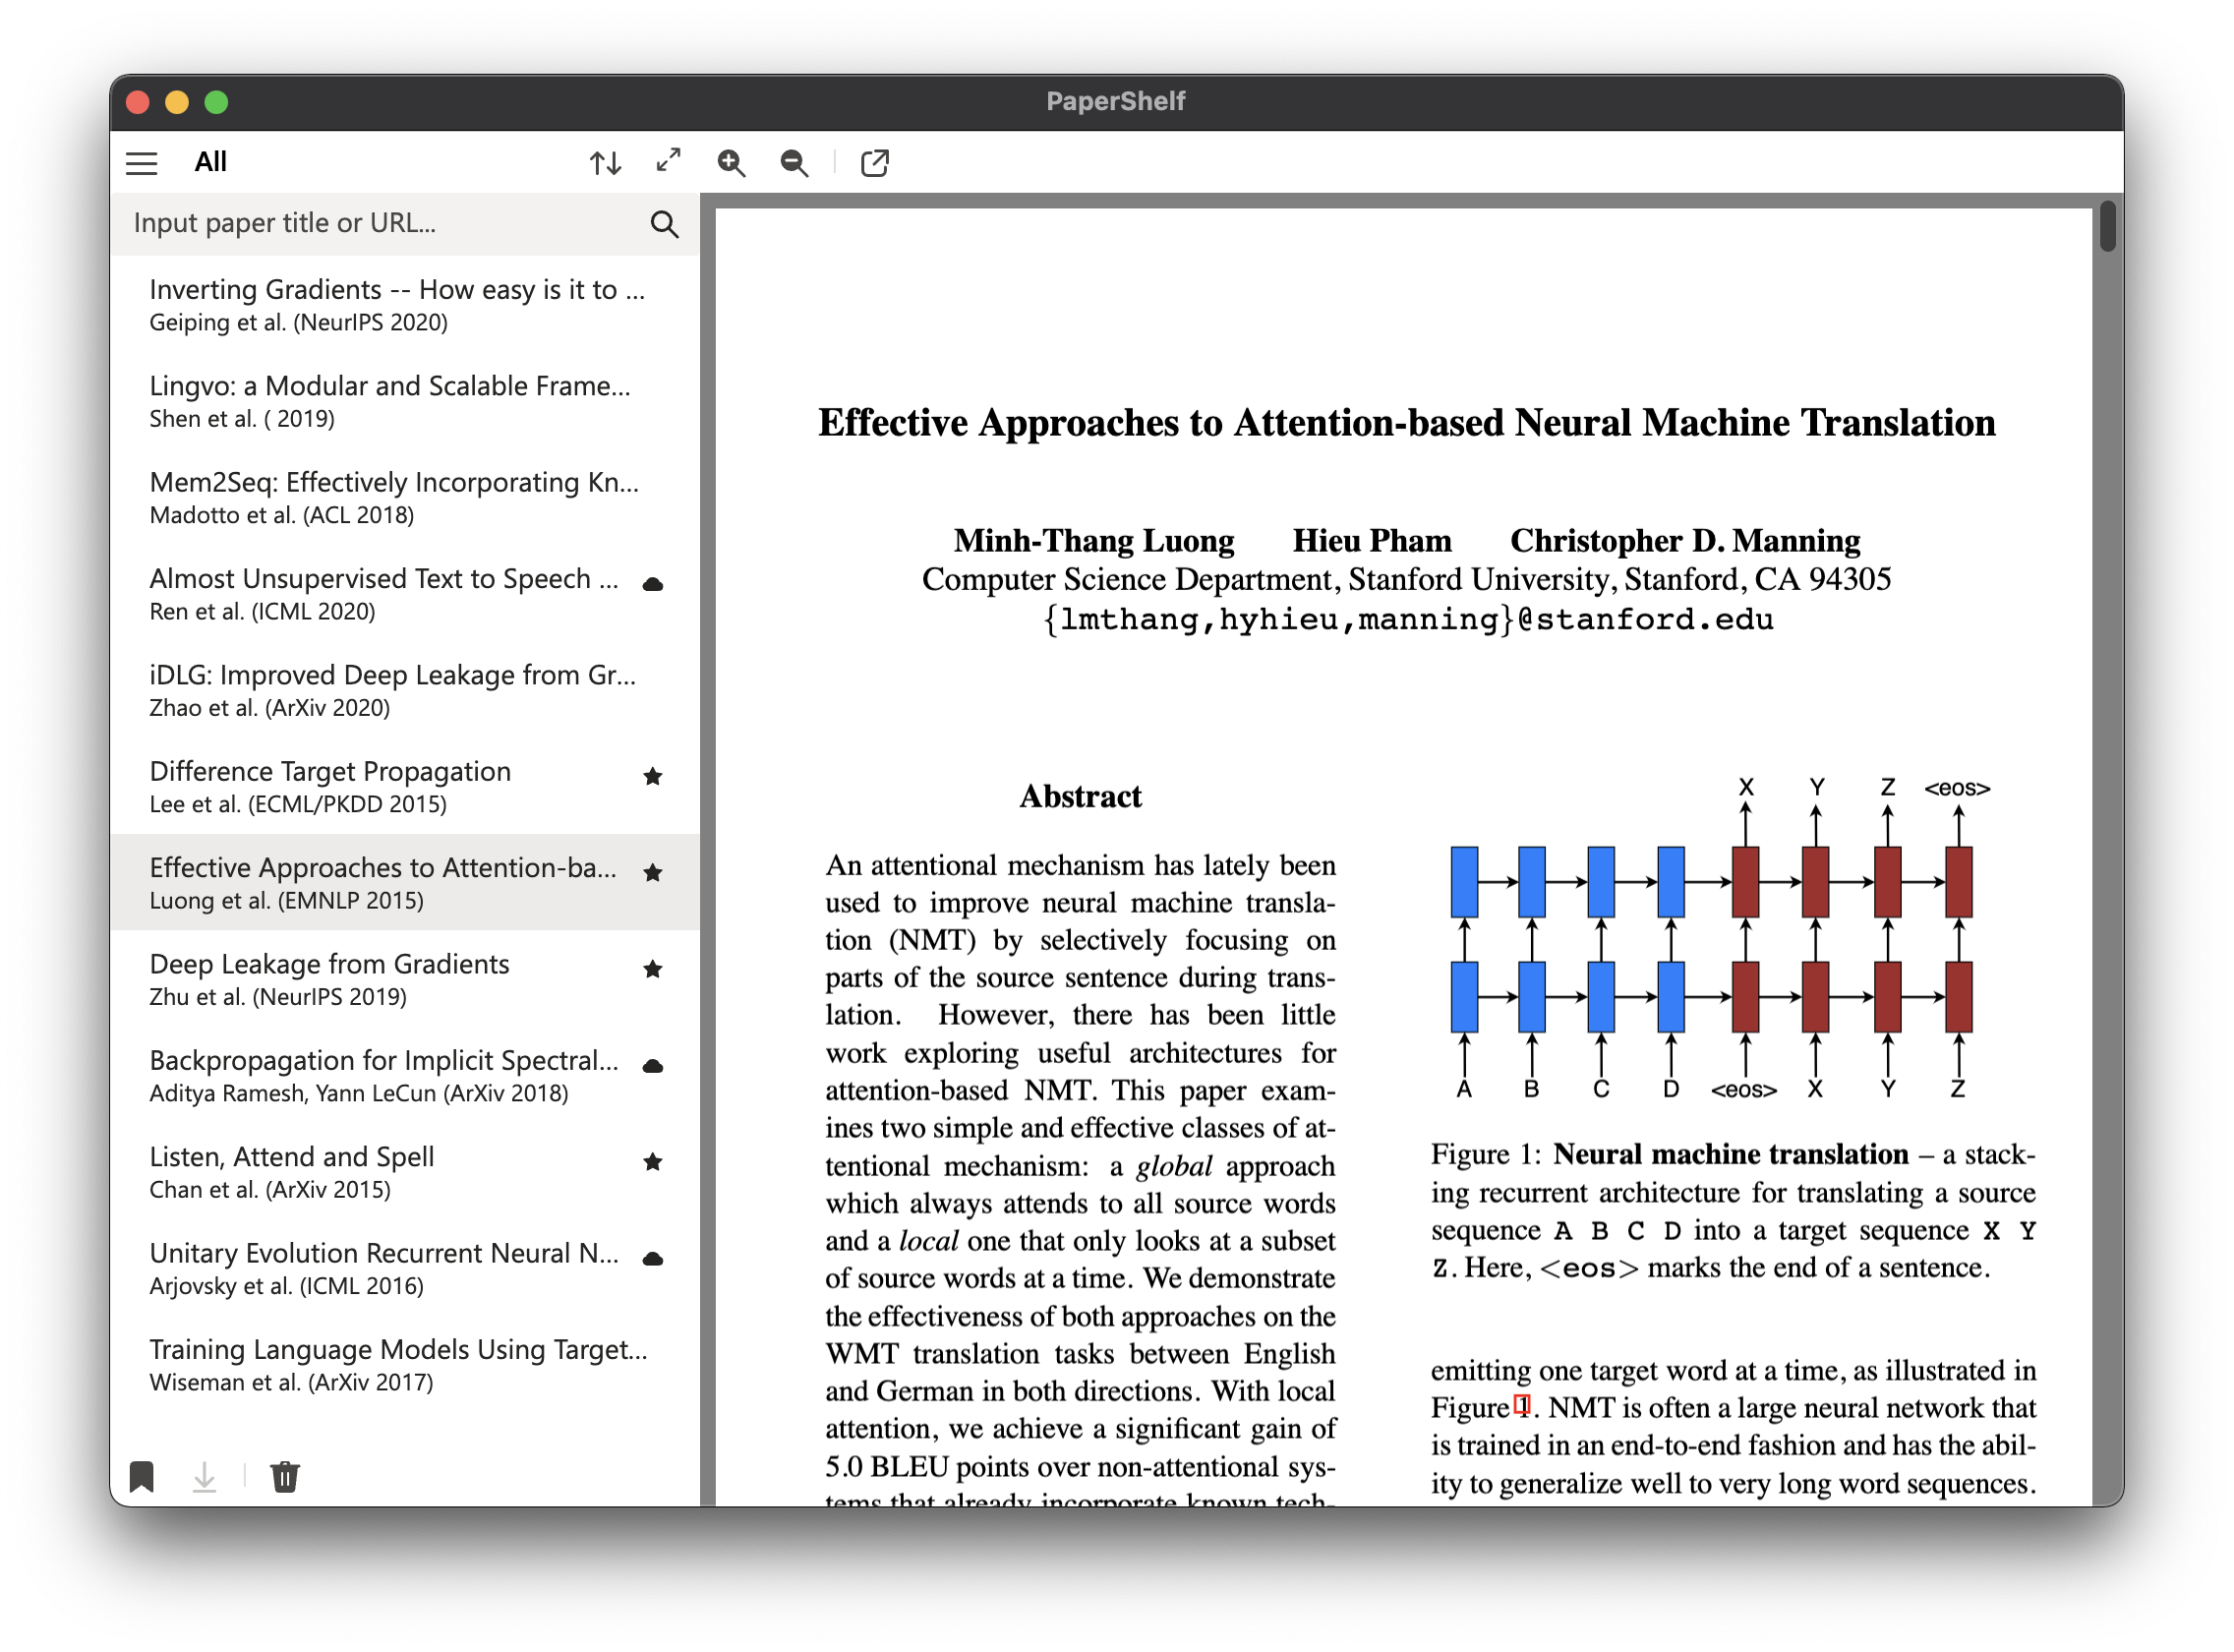 PaperShelf
All
Input paper title or URL...
Inverting Gradients -- How easy is it to ...
Geiping et al. (NeurIPS 2020)
Lingvo: a Modular and Scalable Frame...
Shen et al. ( 2019)
Mem2Seq: Effectively Incorporating Kn...
Madotto et al. (ACL 2018)
Almost Unsupervised Text to Speech ...
Ren et al. (ICML 2020)
iDLG: Improved Deep Leakage from Gr...
Zhao et al. (ArXiv 2020)
Difference Target Propagation
Lee et al. (ECML/PKDD 2015)
Effective Approaches to Attention-ba...
Luong et al. (EMNLP 2015)
Deep Leakage from Gradients
Zhu et al. (NeurIPS 2019)
Backpropagation for Implicit Spectral...
Aditya Ramesh, Yann LeCun (ArXiv 2018)
Listen, Attend and Spell
Chan et al. (ArXiv 2015)
Unitary Evolution Recurrent Neural N...
Arjovsky et al. (ICML 2016)
Training Language Models Using Target...
Wiseman et al. (ArXiv 2017)
Effective Approaches to Attention-based Neural Machine Translation
Minh-Thang Luong Hieu Pham Christopher D. Manning
Computer Science Department, Stanford University, Stanford, CA 94305
{lmthang,hyhieu,manning}@stanford.edu
Abstract
An attentional mechanism has lately been
used to improve neural machine transla-
tion (NMT) by selectively focusing on
parts of the source sentence during trans-
lation. However, there has been little
work exploring useful architectures for
attention-based NMT. This paper exam-
ines two simple and effective classes of at-
tentional mechanism: a global approach
which always attends to all source words
and a local one that only looks at a subset
of source words at a time. We demonstrate
the effectiveness of both approaches on the
WMT translation tasks between English
and German in both directions. With local
attention, we achieve a significant gain of
5.0 BLEU points over non-attentional sys-
tems that already incorporate known tech-
X Y Z <eos>
A B C D <eos> X Y Z
Figure 1: Neural machine translation – a stack-
ing recurrent architecture for translating a source
sequence A B C D into a target sequence X Y
Z. Here, <eos> marks the end of a sentence.
emitting one target word at a time, as illustrated in
Figure 1. NMT is often a large neural network that
is trained in an end-to-end fashion and has the abil-
ity to generalize well to very long word sequences.